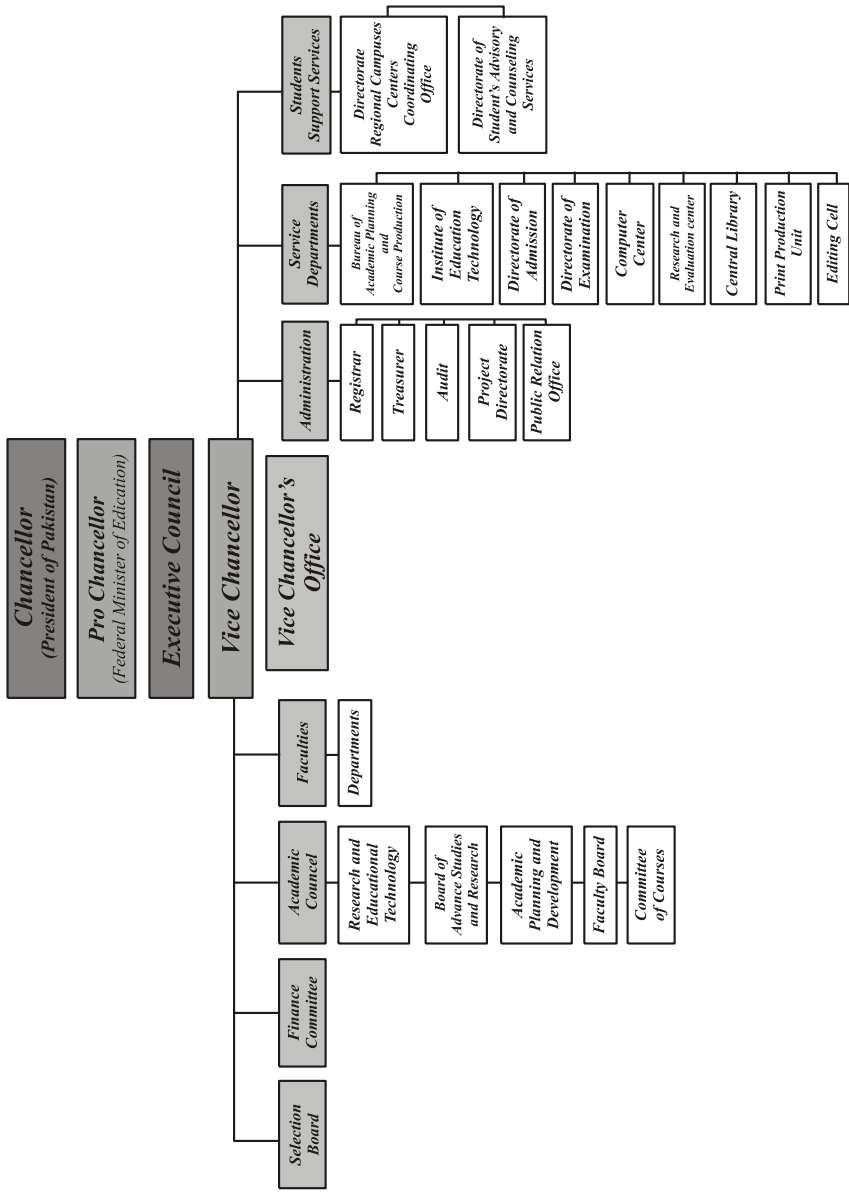 Chancellor
(President of Pakistan)
Pro Chancellor
(Federal Minister of Edication)
Executive Council
Vice Chancellor
Vice Chancellor's
Office
Selection
Board
Finance
Committee
Academic
Councel
Research and
Educational
Technology
Board of
Advance Studies
and Research
Academic
Planning and
Development
Faculty Board
Committee
of Courses
Faculties
Departments
Administration
Registrar
Treasurer
Audit
Project
Directorate
Public Relation
Office
Service
Departments
Bureau of
Academic Planning
and
Course Production
Institute of
Education
Technology
Directorate of
Admission
Directorate of
Examination
Computer
Center
Research and
Evaluation center
Central Library
Print Production
Unit
Editing Cell
Students
Support Services
Directorate
Regional Campuses
Centers
Coordinating
Office
Directorate of
Student's Advisory
and Counseling
Services